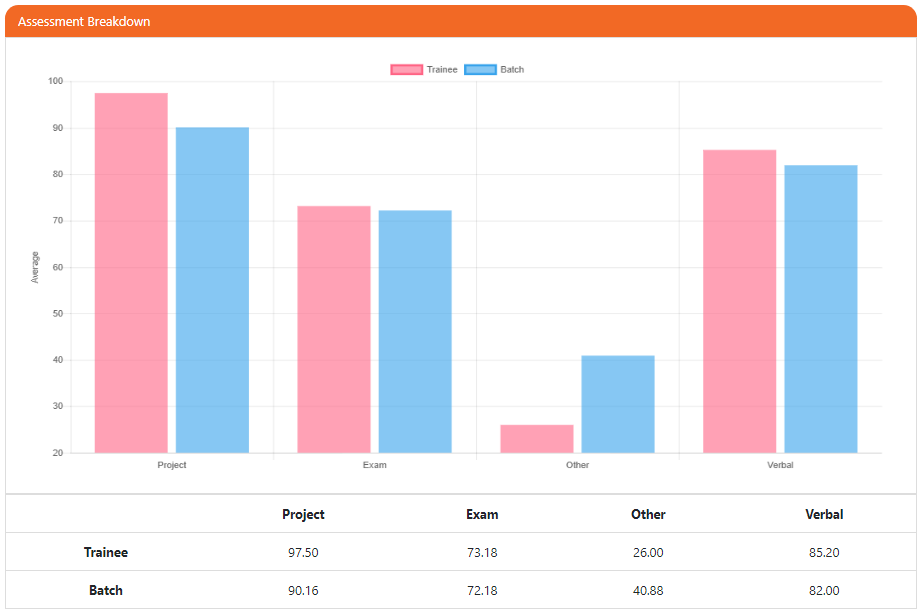 Assessment Breakdown
Trainee Batch
100
90
80
70
60
50
40
30
20
Average
Project Exam Other Verbal
Project Exam Other Verbal
Trainee 97.50 73.18 26.00 85.20
Batch 90.16 72.18 40.88 82.00